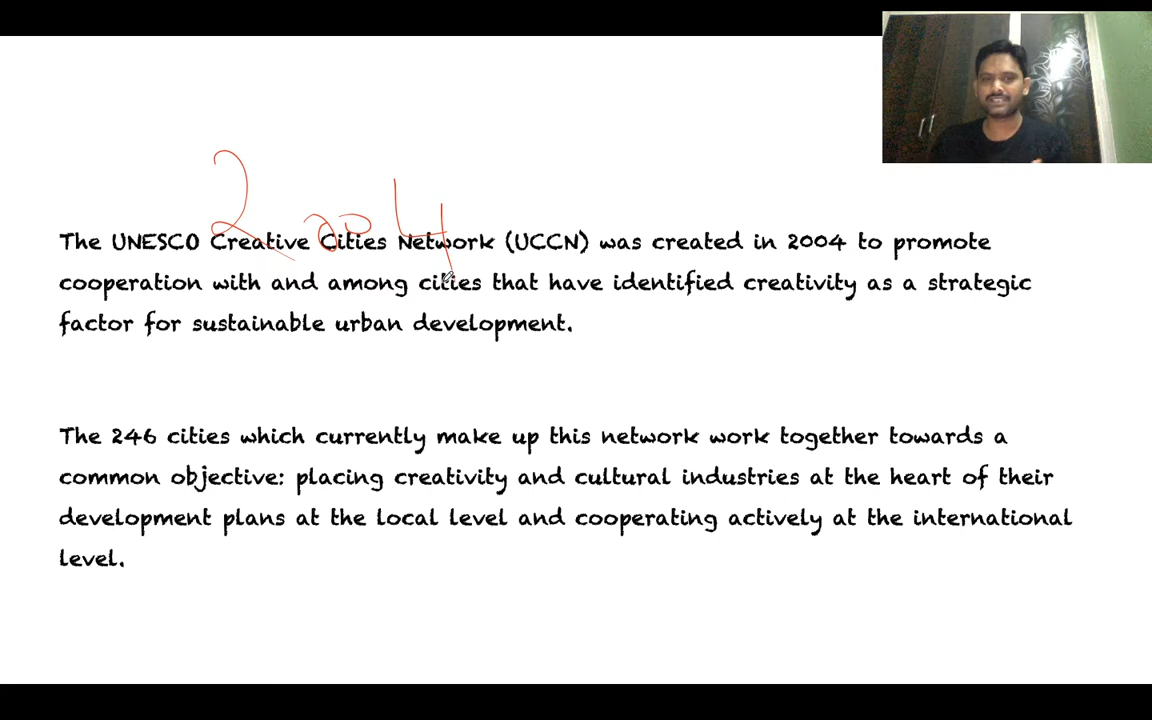 2 204
The UNESCO Creative Cities Network (UCCN) was created in 2004 to promote
cooperation with and among cities that have identified creativity as a strategic
factor for sustainable urban development.
The 246 cities which currently make up this network work together towards a
common objective: placing creativity and cultural industries at the heart of their
development plans at the local level and cooperating actively at the international
level.